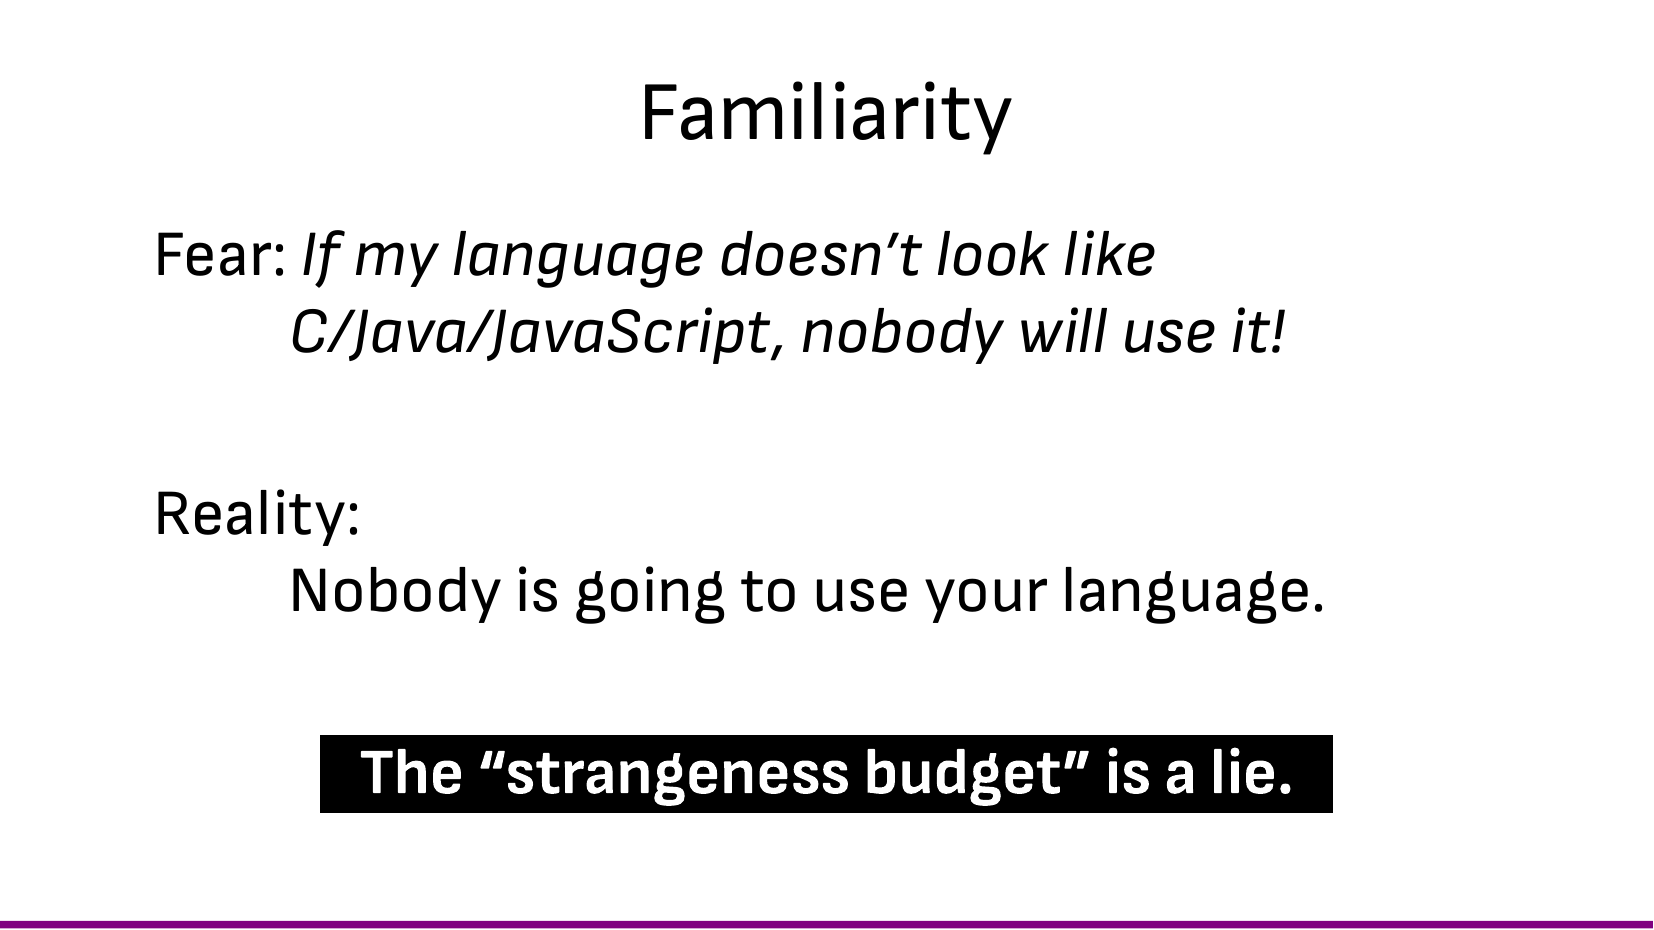 Familiarity
Fear: If my language doesn’t look like
C/Java/JavaScript, nobody will use it!
Reality:
Nobody is going to use your language.
The “strangeness budget” is a lie.